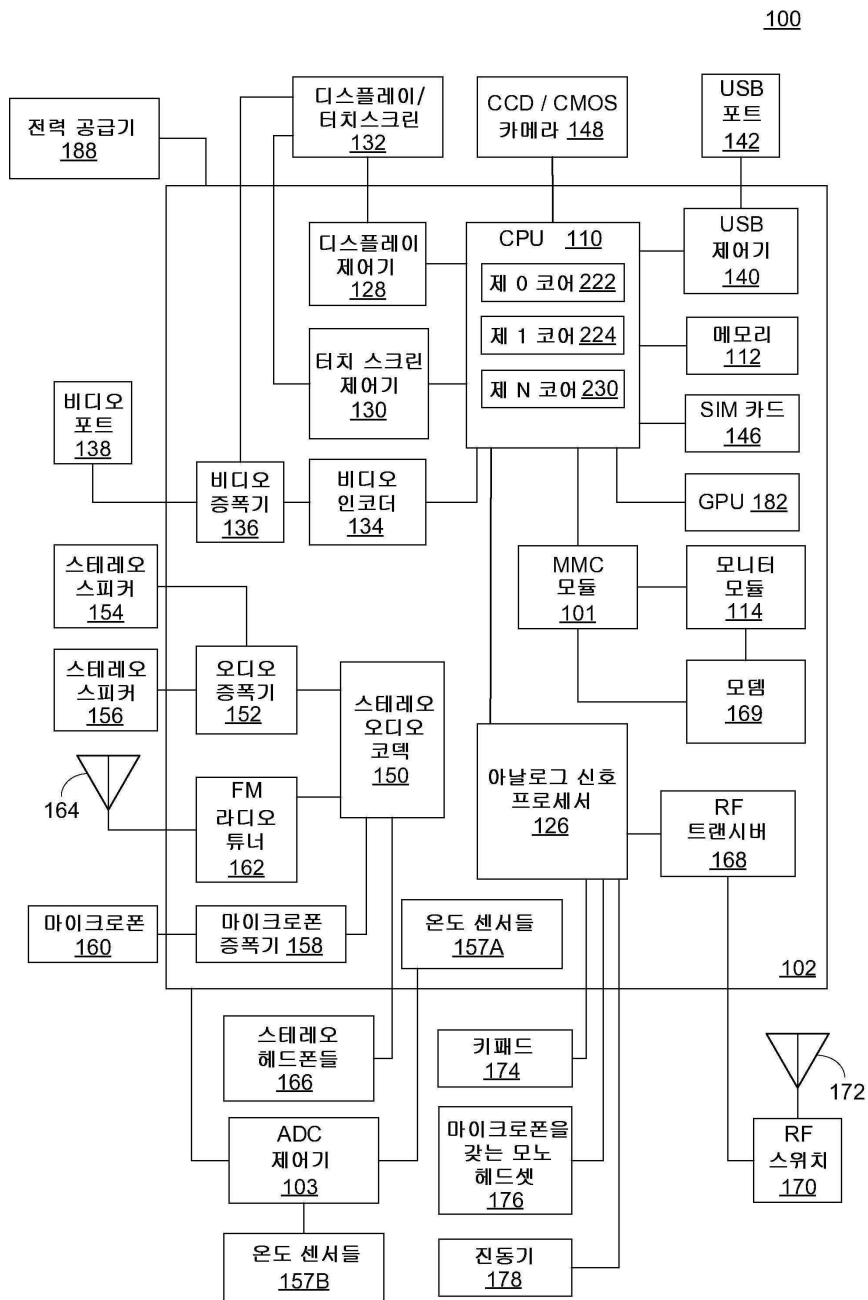 100
전력 공급기
188
디스플레이/
터치스크린
132
CCD / CMOS
카메라 148
USB
포트
142
디스플레이
제어기
128
CPU 110
제 0 코어 222
제 1 코어 224
제 N 코어 230
USB
제어기
140
터치 스크린
제어기
130
메모리
112
SIM 카드
146
비디오
포트
138
비디오
증폭기
136
비디오
인코더
134
GPU 182
스테레오
스피커
154
MMC
모듈
101
모니터
모듈
114
스테레오
스피커
156
오디오
증폭기
152
스테레오
오디오
코덱
150
모뎀
169
164
FM
라디오
튜너
162
아날로그 신호
프로세서
126
RF
트랜시버
168
마이크로폰
160
마이크로폰
증폭기 158
온도 센서들
157A
102
스테레오
헤드폰들
166
키패드
174
172
ADC
제어기
103
마이크로폰을
갖는 모노
헤드셋
176
RF
스위치
170
온도 센서들
157B
진동기
178